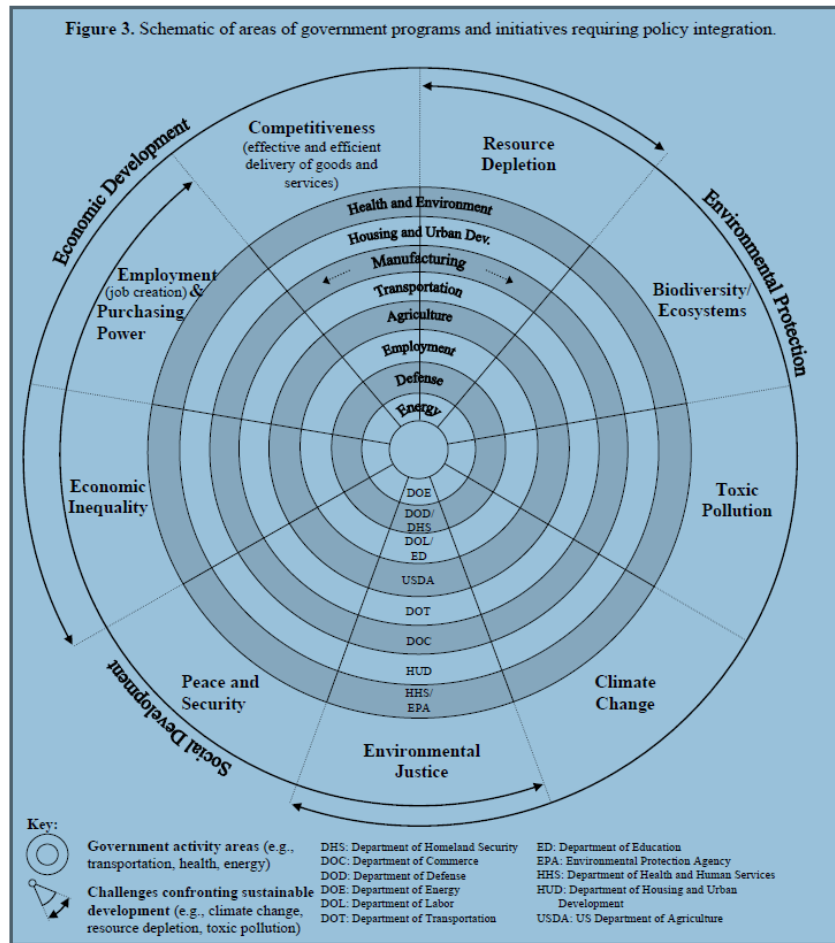 Figure 3. Schematic of areas of government programs and initiatives requiring policy integration.
Economic Development
Competitiveness
(effective and efficient
delivery of goods and
services)
Resource
Depletion
Environmental Protection
Employment
(job creation) &
Purchasing
Power
Biodiversity/
Ecosystems
Health and Environment
Housing and Urban Dev.
Manufacturing
Transportation
Agriculture
Employment
Defense
Energy
Economic
Inequality
Toxic
Pollution
DOE
DOD/
DHS
DOL/
ED
USDA
DOT
DOC
HUD
HHS/
EPA
Social Development
Peace and
Security
Climate
Change
Environmental
Justice
Key:
Government activity areas (e.g.,
transportation, health, energy)
Challenges confronting sustainable
development (e.g., climate change,
resource depletion, toxic pollution)
DHS: Department of Homeland Security
DOC: Department of Commerce
DOD: Department of Defense
DOE: Department of Energy
DOL: Department of Labor
DOT: Department of Transportation
ED: Department of Education
EPA: Environmental Protection Agency
HHS: Department of Health and Human Services
HUD: Department of Housing and Urban
Development
USDA: US Department of Agriculture